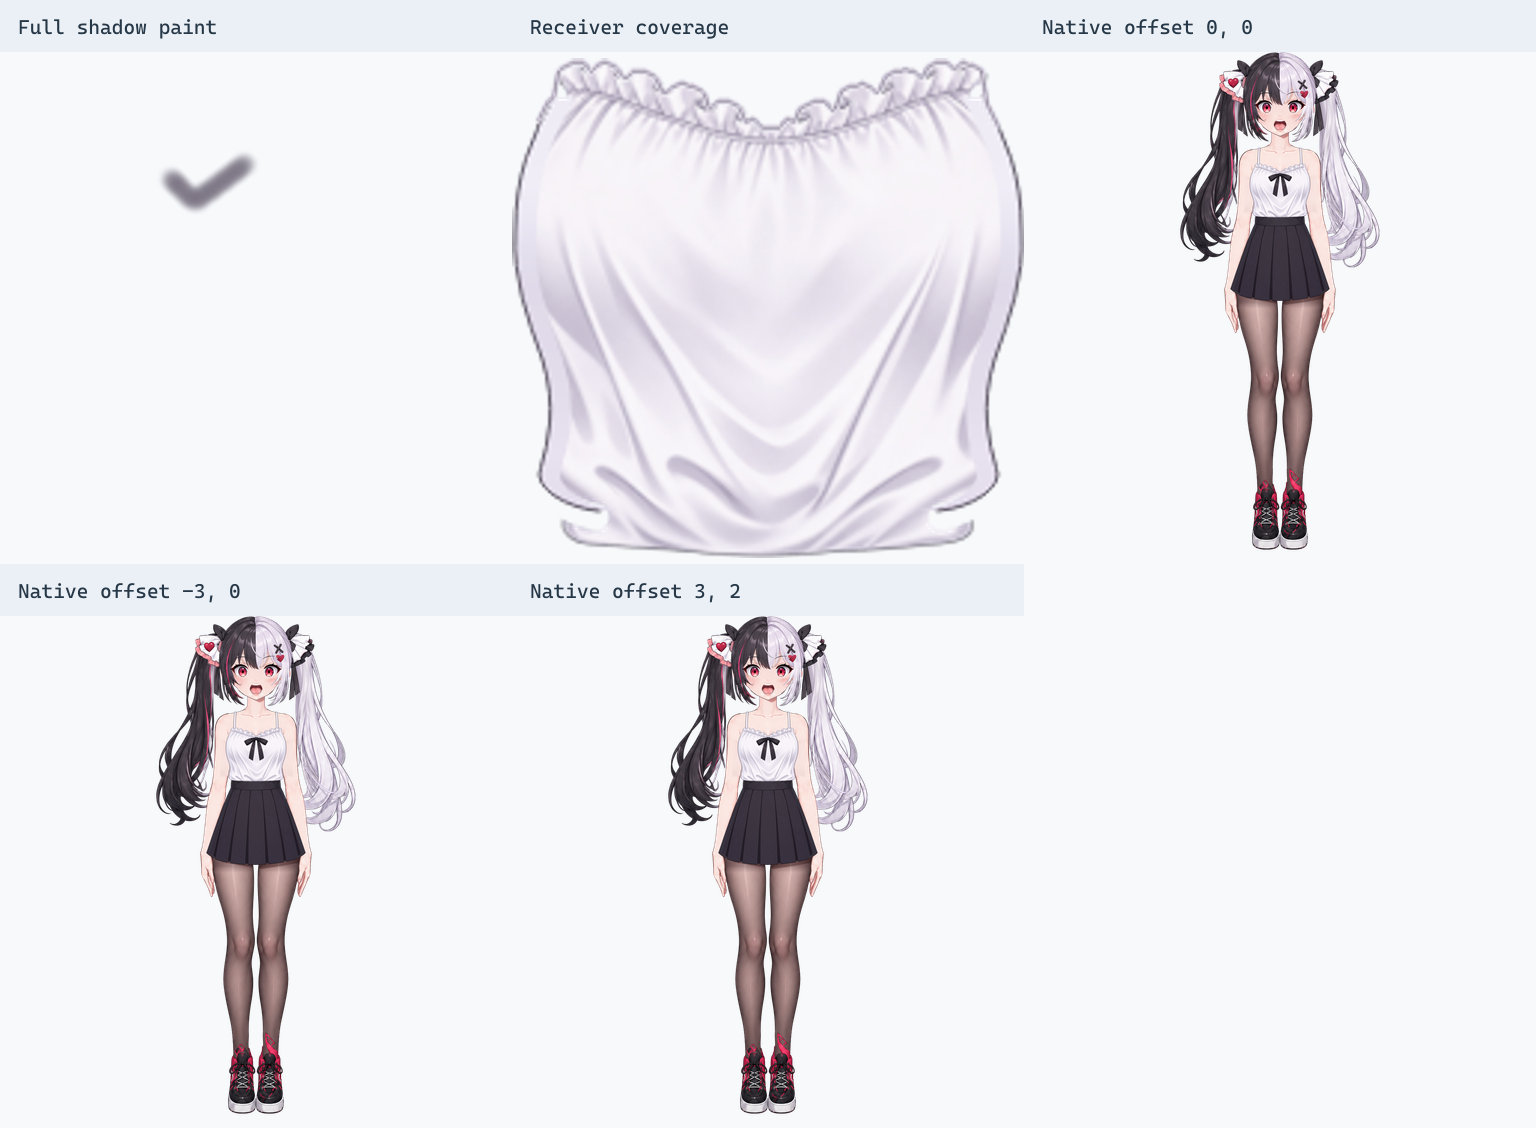 Full shadow paint
Receiver coverage
Native offset 0, 0
Native offset −3, 0
Native offset 3, 2